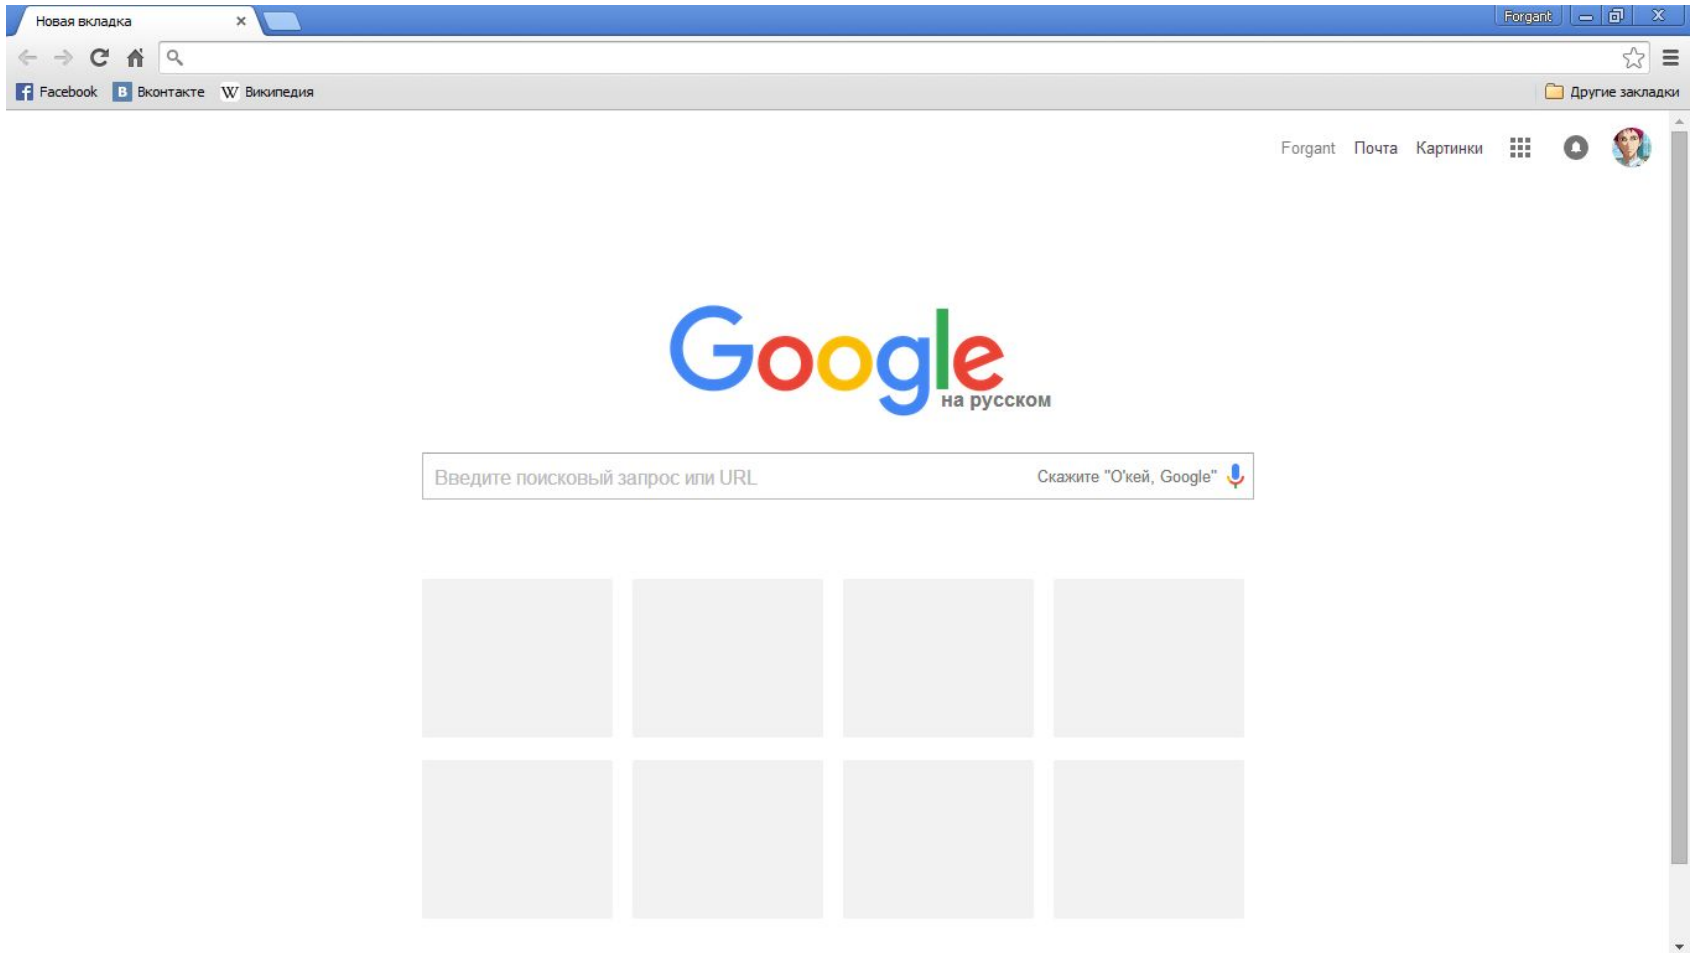 Новая вкладка
Forgant
Facebook Вконтакте Википедия Другие закладки
Forgant Почта Картинки
Google
на русском
Введите поисковый запрос или URL Скажите "О'кей, Google"